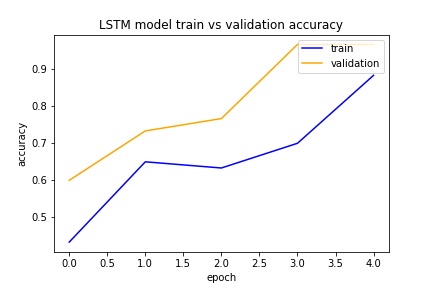 LSTM model train vs validation accuracy
train
validation
0.9
0.8
0.7
0.6
0.5
accuracy
0.0 0.5 1.0 1.5 2.0 2.5 3.0 3.5 4.0
epoch